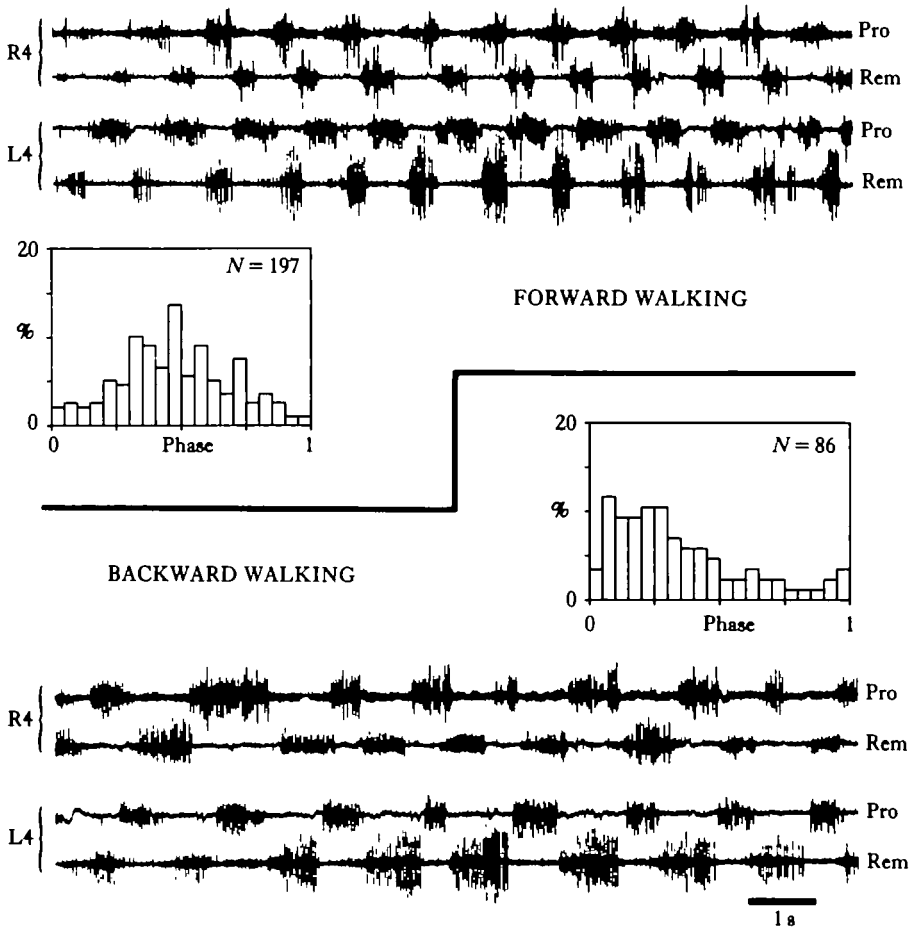 R4
Pro
Rem
L4
Pro
Rem
20
%
0
N = 197
0 Phase 1
FORWARD WALKING
20
%
0
N = 86
0 Phase 1
BACKWARD WALKING
R4
Pro
Rem
L4
Pro
Rem
1 s